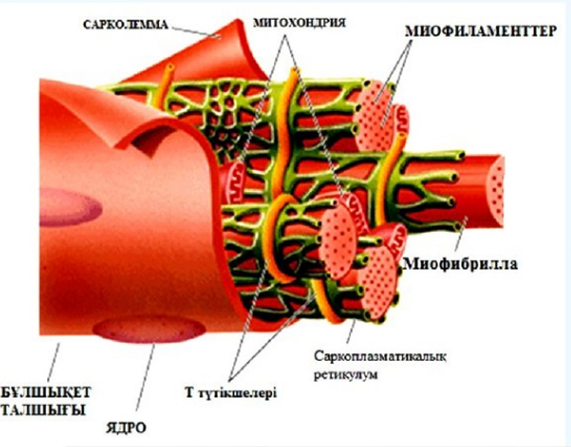 САРКОЛЕММА
МИТОХОНДРИЯ
МИОФИЛАМЕНТТЕР
Миофибрилла
Саркоплазматикалық
ретикулум
Т түтікшелері
БҰЛШЫҚЕТ
ТАЛШЫҒЫ
ЯДРО